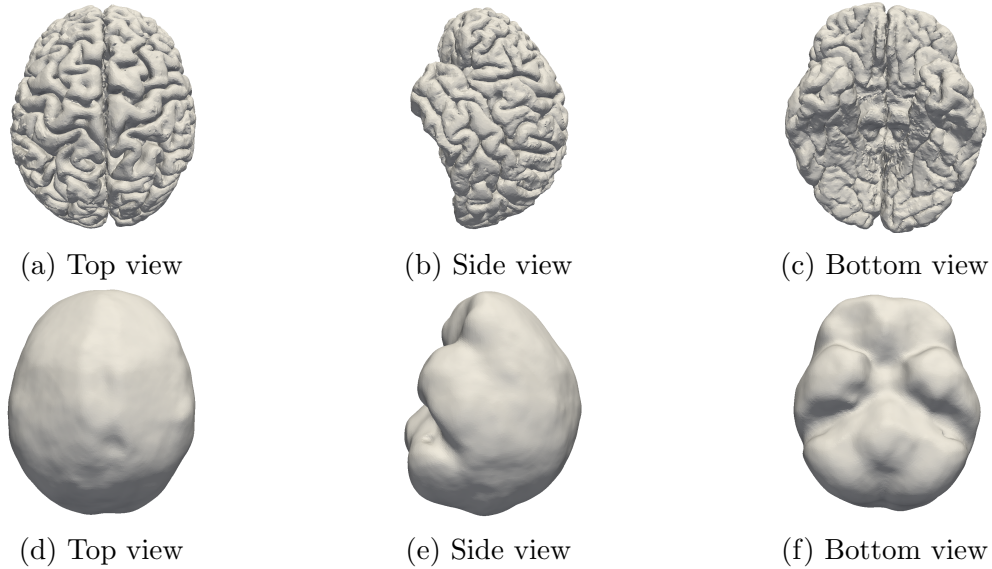 (a) Top view
(b) Side view
(c) Bottom view
(d) Top view
(e) Side view
(f) Bottom view